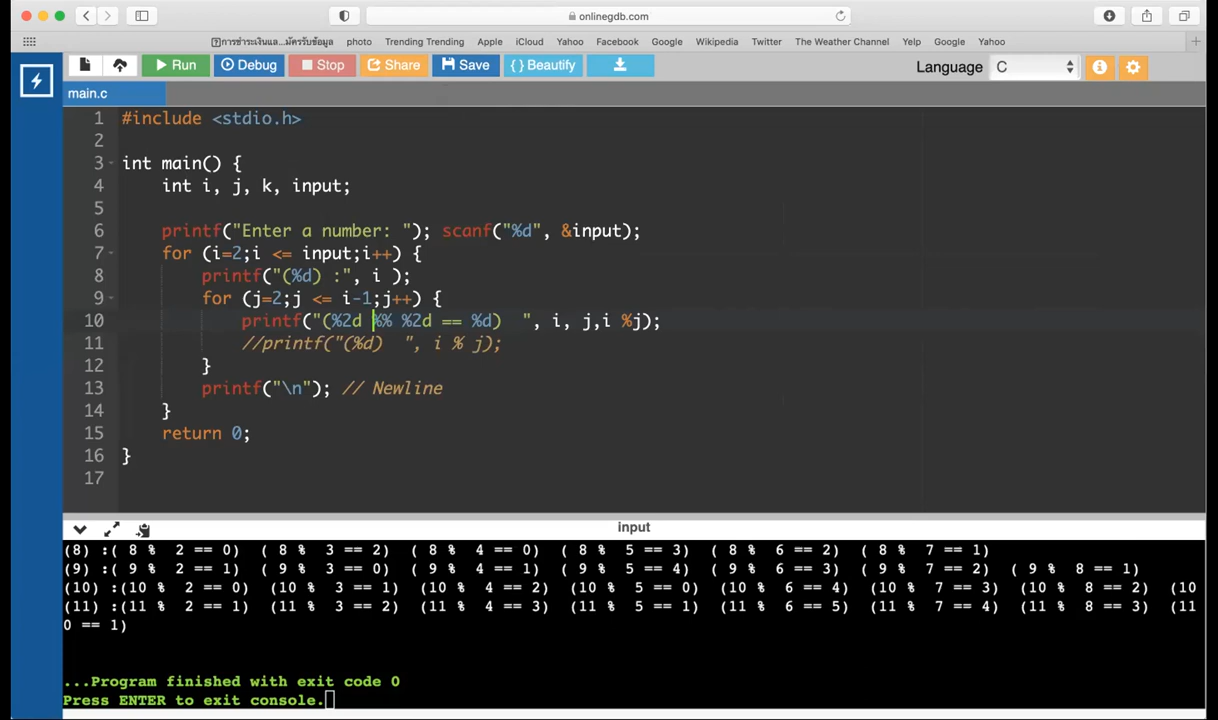 onlinegdb.com
?การชำระเงินแล...มัครรับข้อมูล photo Trending Trending Apple iCloud Yahoo Facebook Google Wikipedia Twitter The Weather Channel Yelp Google Yahoo
Run Debug Stop Share Save { } Beautify Language C
main.c
1 #include <stdio.h>
2
3 int main() {
4 int i, j, k, input;
5
6 printf("Enter a number: "); scanf("%d", &input);
7 for (i=2;i <= input;i++) {
8 printf("(%d) :", i );
9 for (j=2;j <= i-1;j++) {
10 printf("(%2d %% %2d == %d)  ", i, j,i %j);
11 //printf("(%d)  ", i % j);
12 }
13 printf("\n"); // Newline
14 }
15 return 0;
16 }
17
input
(8) :( 8 %  2 == 0)  ( 8 %  3 == 2)  ( 8 %  4 == 0)  ( 8 %  5 == 3)  ( 8 %  6 == 2)  ( 8 %  7 == 1)
(9) :( 9 %  2 == 1)  ( 9 %  3 == 0)  ( 9 %  4 == 1)  ( 9 %  5 == 4)  ( 9 %  6 == 3)  ( 9 %  7 == 2)  ( 9 %  8 == 1)
(10) :(10 %  2 == 0)  (10 %  3 == 1)  (10 %  4 == 2)  (10 %  5 == 0)  (10 %  6 == 4)  (10 %  7 == 3)  (10 %  8 == 2)  (10
(11) :(11 %  2 == 1)  (11 %  3 == 2)  (11 %  4 == 3)  (11 %  5 == 1)  (11 %  6 == 5)  (11 %  7 == 4)  (11 %  8 == 3)  (11
0 == 1)
...Program finished with exit code 0
Press ENTER to exit console.